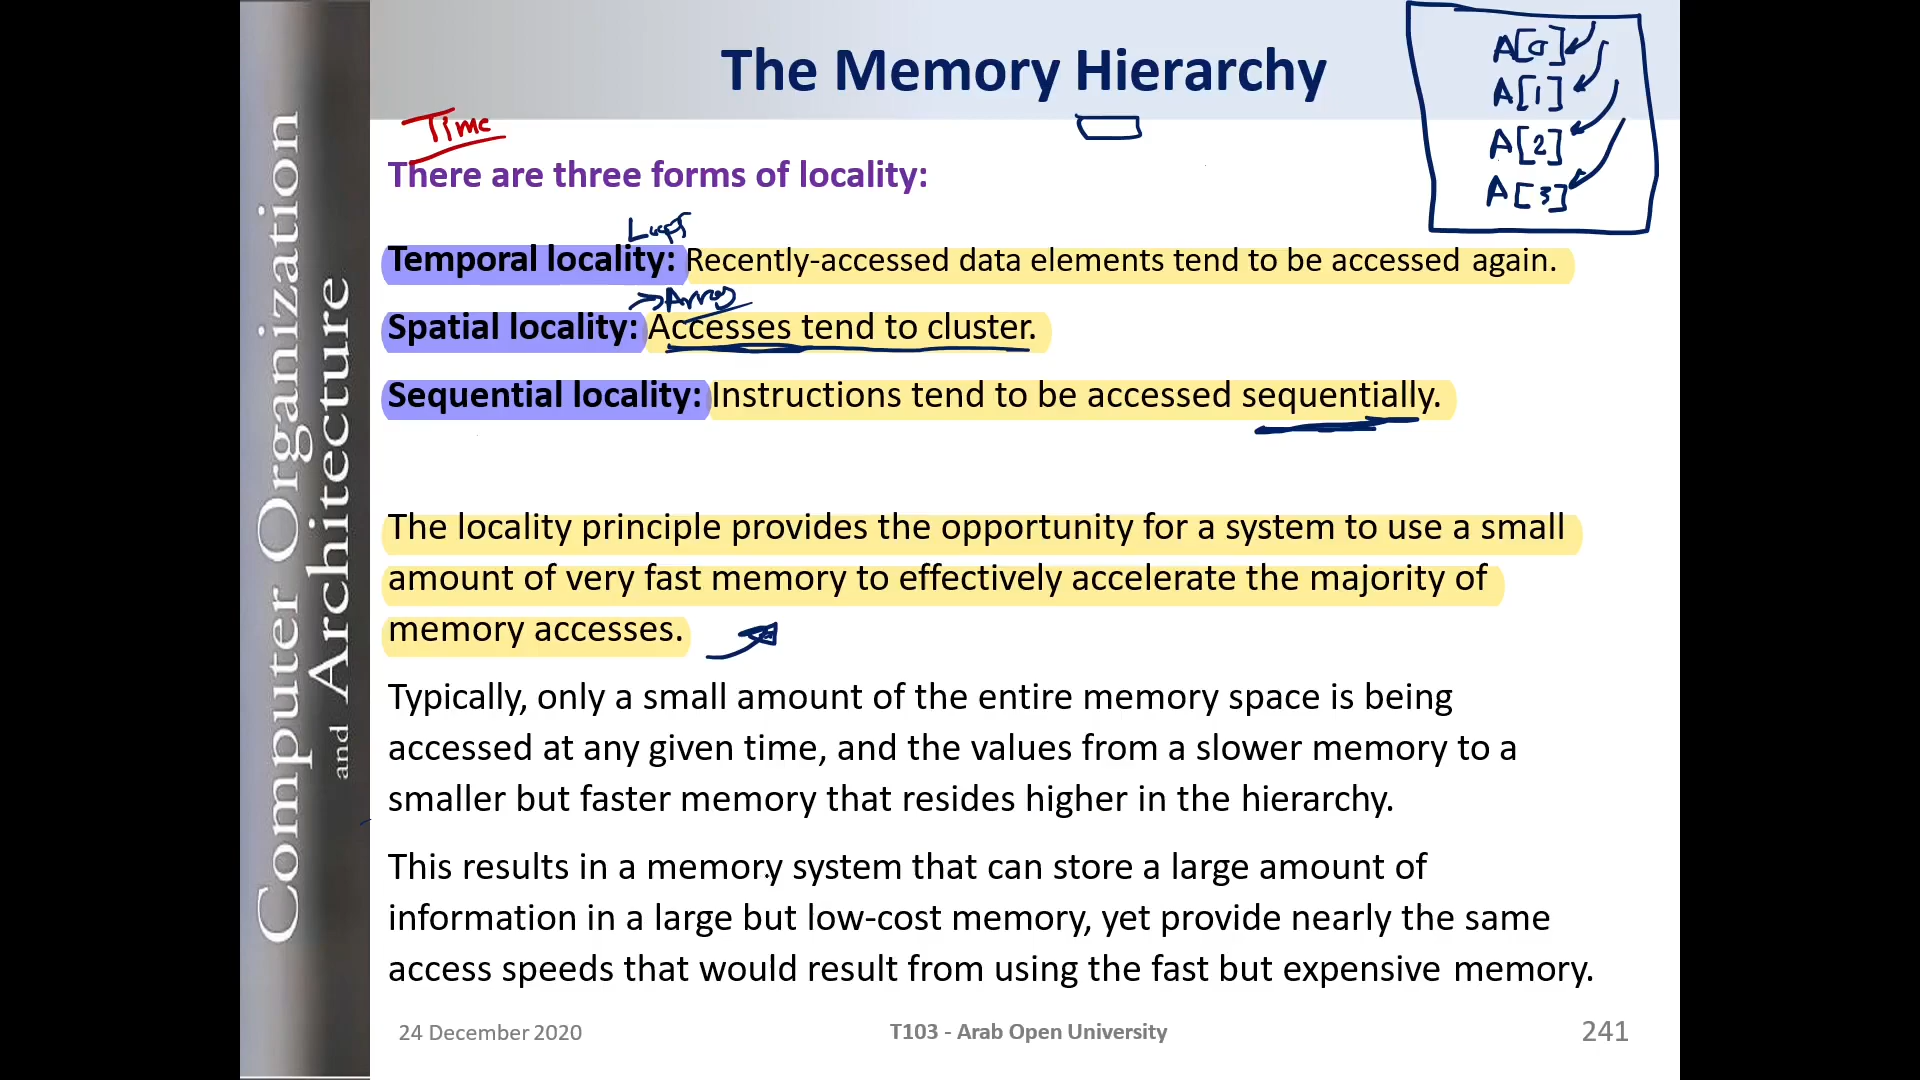 The Memory Hierarchy
A[0]
A[1]
A[2]
A[3]
Time
There are three forms of locality:
Temporal locality: Recently-accessed data elements tend to be accessed again.
Array
Spatial locality: Accesses tend to cluster.
Sequential locality: Instructions tend to be accessed sequentially.
The locality principle provides the opportunity for a system to use a small
amount of very fast memory to effectively accelerate the majority of
memory accesses.
Typically, only a small amount of the entire memory space is being
accessed at any given time, and the values from a slower memory to a
smaller but faster memory that resides higher in the hierarchy.
This results in a memory system that can store a large amount of
information in a large but low-cost memory, yet provide nearly the same
access speeds that would result from using the fast but expensive memory.
24 December 2020
T103 - Arab Open University
241
Computer Organization
and Architecture